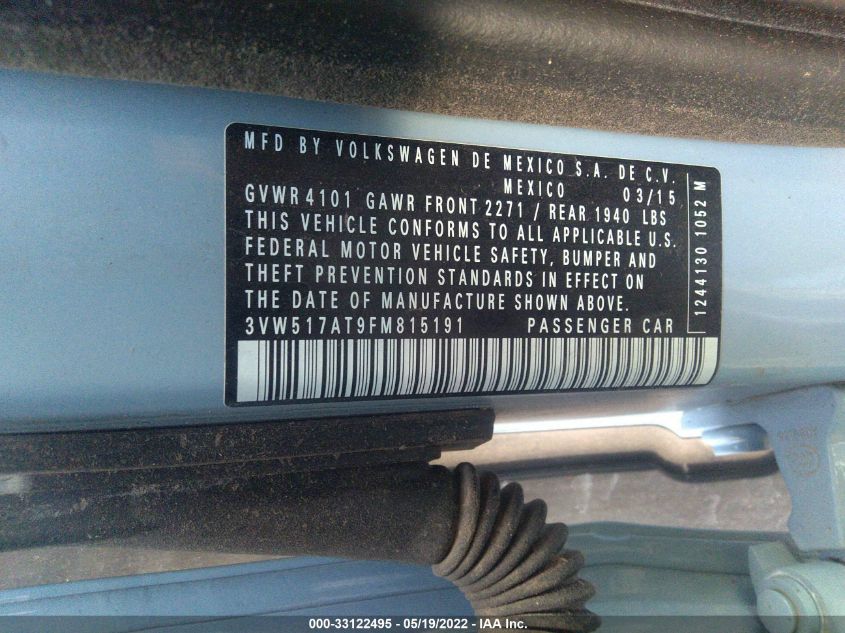 MFD BY VOLKSWAGEN DE MEXICO S.A. DE C.V.
MEXICO 03/15
GVWR 4101 GAWR FRONT 2271 / REAR 1940 LBS
THIS VEHICLE CONFORMS TO ALL APPLICABLE U.S.
FEDERAL MOTOR VEHICLE SAFETY, BUMPER AND
THEFT PREVENTION STANDARDS IN EFFECT ON
THE DATE OF MANUFACTURE SHOWN ABOVE.
3VW517AT9FM815191 PASSENGER CAR
1244130 1052 M
000-33122495 - 05/19/2022 - IAA Inc.